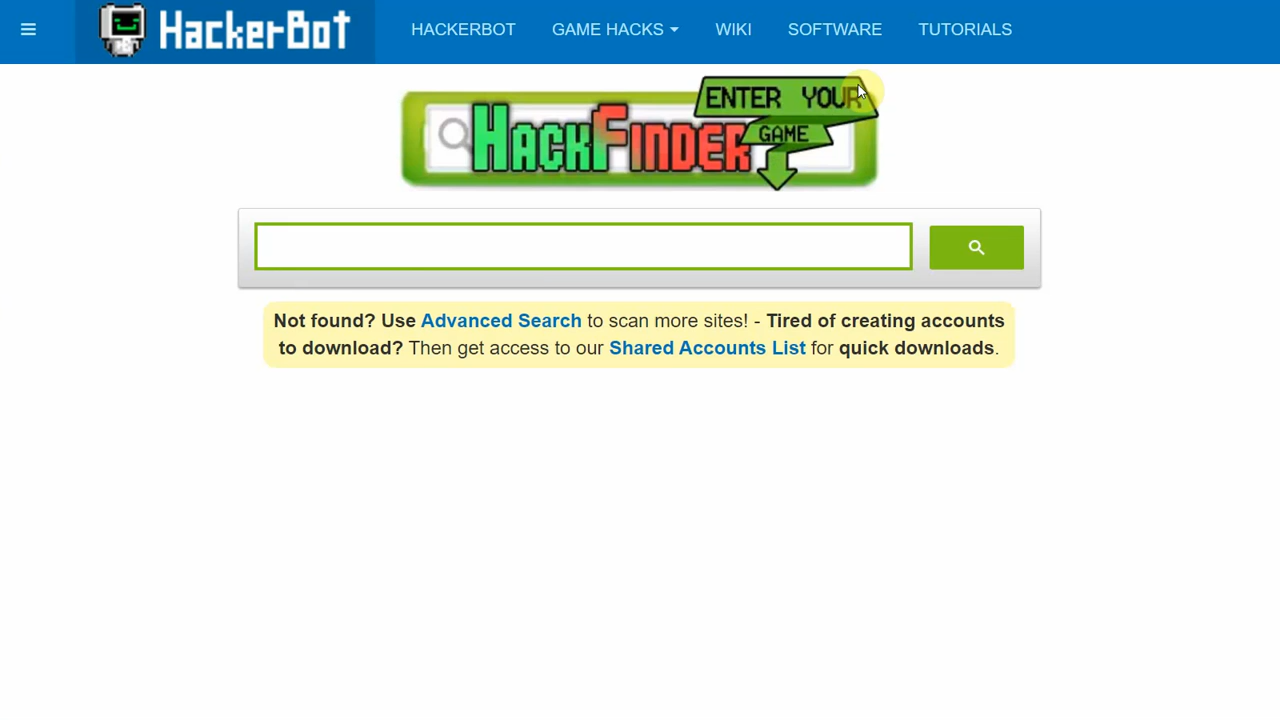 HackerBot
HACKERBOT
GAME HACKS
WIKI
SOFTWARE
TUTORIALS
ENTER YOUR
HACKFINDER
GAME
Not found? Use Advanced Search to scan more sites! - Tired of creating accounts
to download? Then get access to our Shared Accounts List for quick downloads.